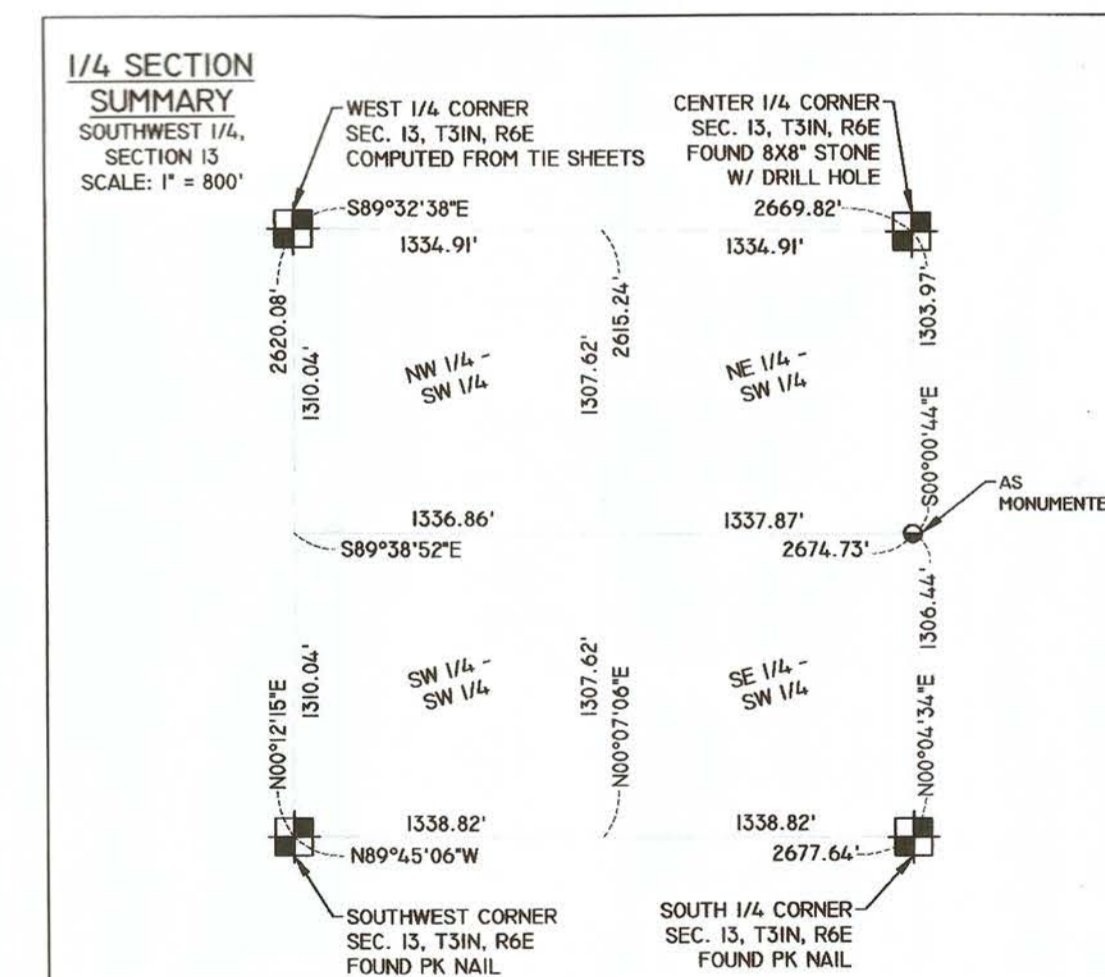 1/4 SECTION
SUMMARY
SOUTHWEST 1/4,
SECTION 13
SCALE: 1" = 800'
WEST 1/4 CORNER
SEC. 13, T31N, R6E
COMPUTED FROM TIE SHEETS
CENTER 1/4 CORNER
SEC. 13, T31N, R6E
FOUND 8X8" STONE
W/ DRILL HOLE
S89°32'38"E
2669.82'
1334.91'
1334.91'
2620.08'
1310.04'
NW 1/4 -
SW 1/4
1307.62'
2615.24'
NE 1/4 -
SW 1/4
1303.97'
S00°00'44"E
AS
MONUMENTE
1336.86'
1337.87'
S89°38'52"E
2674.73'
N00°12'15"E
1310.04'
SW 1/4 -
SW 1/4
1307.62'
N00°07'06"E
SE 1/4 -
SW 1/4
1306.44'
N00°04'34"E
1338.82'
1338.82'
N89°45'06"W
2677.64'
SOUTHWEST CORNER
SEC. 13, T31N, R6E
FOUND PK NAIL
SOUTH 1/4 CORNER
SEC. 13, T31N, R6E
FOUND PK NAIL